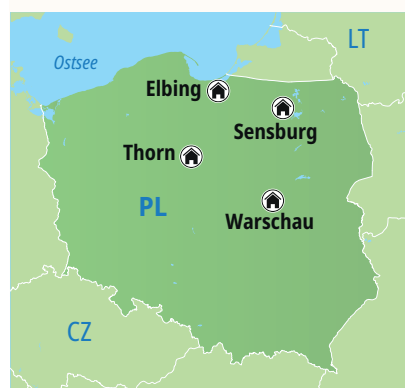 LT
Ostsee
Elbing
Sensburg
Thorn
PL
Warschau
CZ